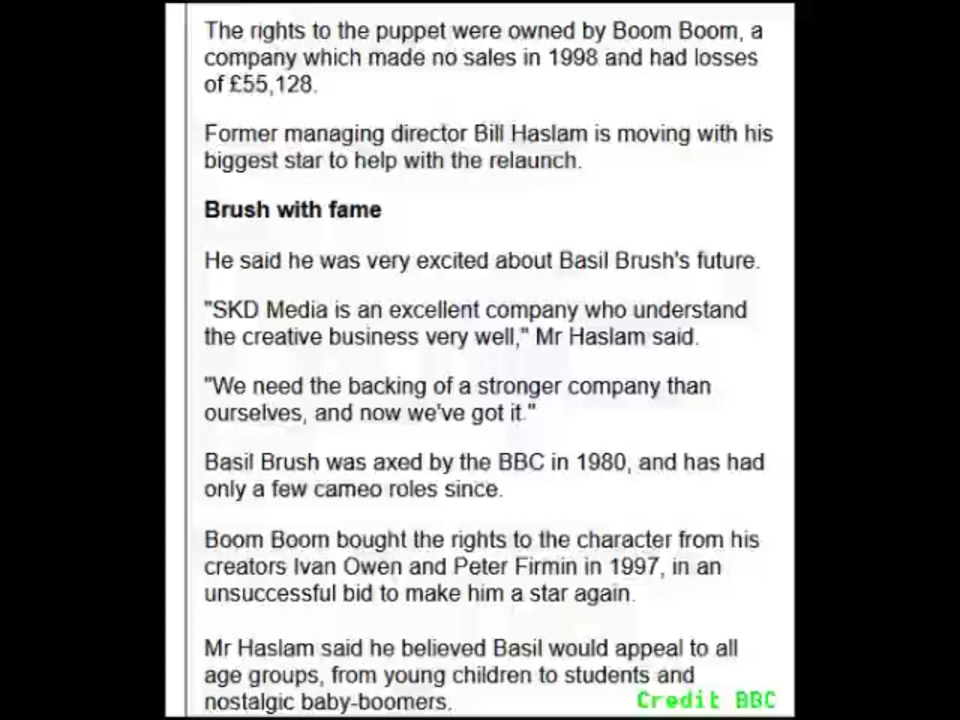 The rights to the puppet were owned by Boom Boom, a
company which made no sales in 1998 and had losses
of £55,128.
Former managing director Bill Haslam is moving with his
biggest star to help with the relaunch.
Brush with fame
He said he was very excited about Basil Brush's future.
"SKD Media is an excellent company who understand
the creative business very well," Mr Haslam said.
"We need the backing of a stronger company than
ourselves, and now we've got it."
Basil Brush was axed by the BBC in 1980, and has had
only a few cameo roles since.
Boom Boom bought the rights to the character from his
creators Ivan Owen and Peter Firmin in 1997, in an
unsuccessful bid to make him a star again.
Mr Haslam said he believed Basil would appeal to all
age groups, from young children to students and
nostalgic baby-boomers.
Credit BBC